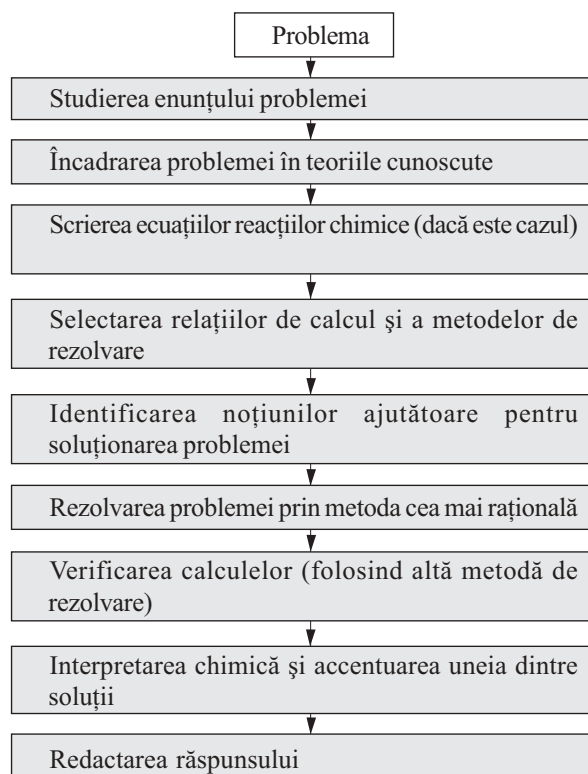 Problema
Studierea enunțului problemei
Încadrarea problemei în teoriile cunoscute
Scrierea ecuațiilor reacțiilor chimice (dacă este cazul)
Selectarea relațiilor de calcul şi a metodelor de
rezolvare
Identificarea noțiunilor ajutătoare pentru
soluționarea problemei
Rezolvarea problemei prin metoda cea mai rațională
Verificarea calculelor (folosind altă metodă de
rezolvare)
Interpretarea chimică şi accentuarea uneia dintre
soluții
Redactarea răspunsului